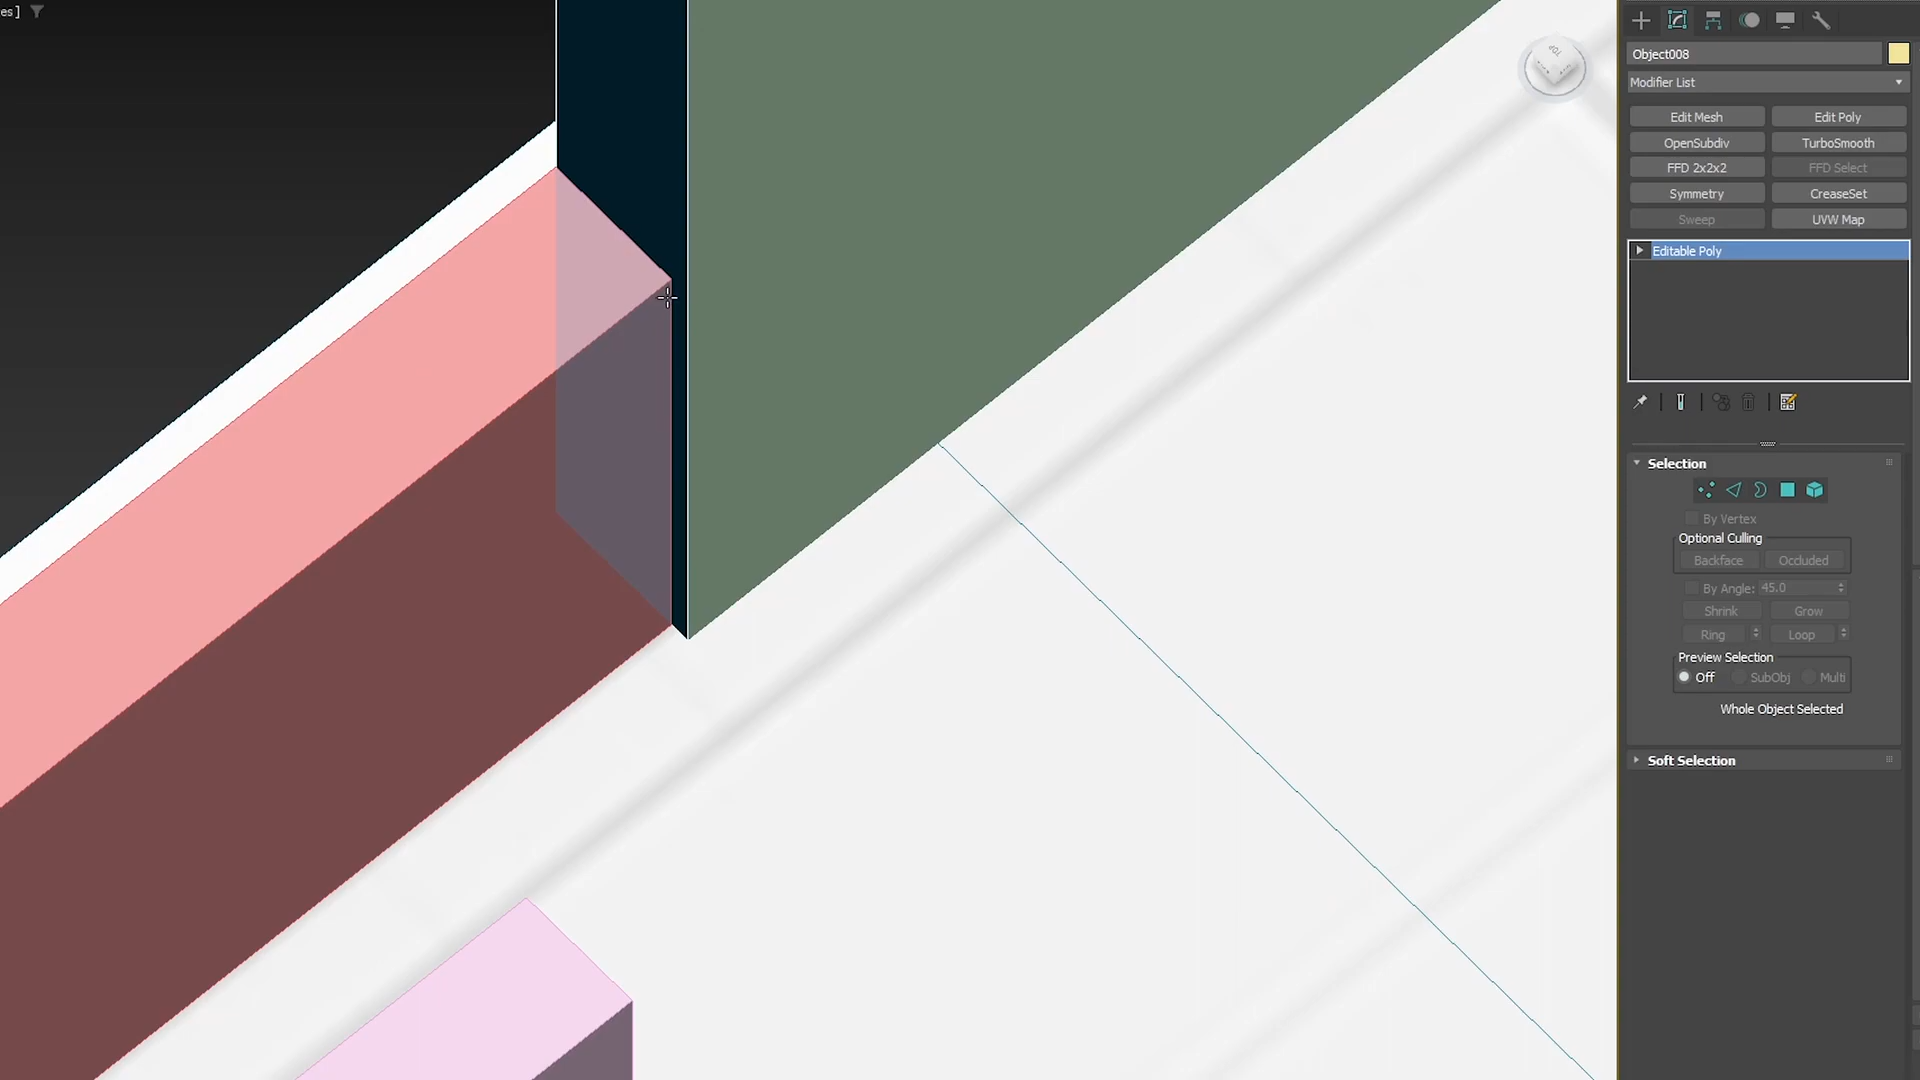 es ]
TOP
Object008
Modifier List
Edit Mesh
Edit Poly
OpenSubdiv
TurboSmooth
FFD 2x2x2
FFD Select
Symmetry
CreaseSet
Sweep
UVW Map
Editable Poly
Selection
By Vertex
Optional Culling
Backface
Occluded
By Angle: 45.0
Shrink
Grow
Ring
Loop
Preview Selection
Off
SubObj
Multi
Whole Object Selected
Soft Selection